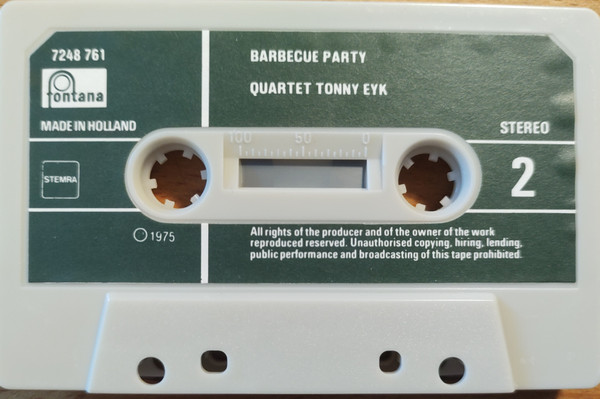 7248 761
fontana
MADE IN HOLLAND
BARBECUE PARTY
QUARTET TONNY EYK
STEREO
100 50 0
STEMRA
2
1975
All rights of the producer and of the owner of the work
reproduced reserved. Unauthorised copying, hiring, lending,
public performance and broadcasting of this tape prohibited.